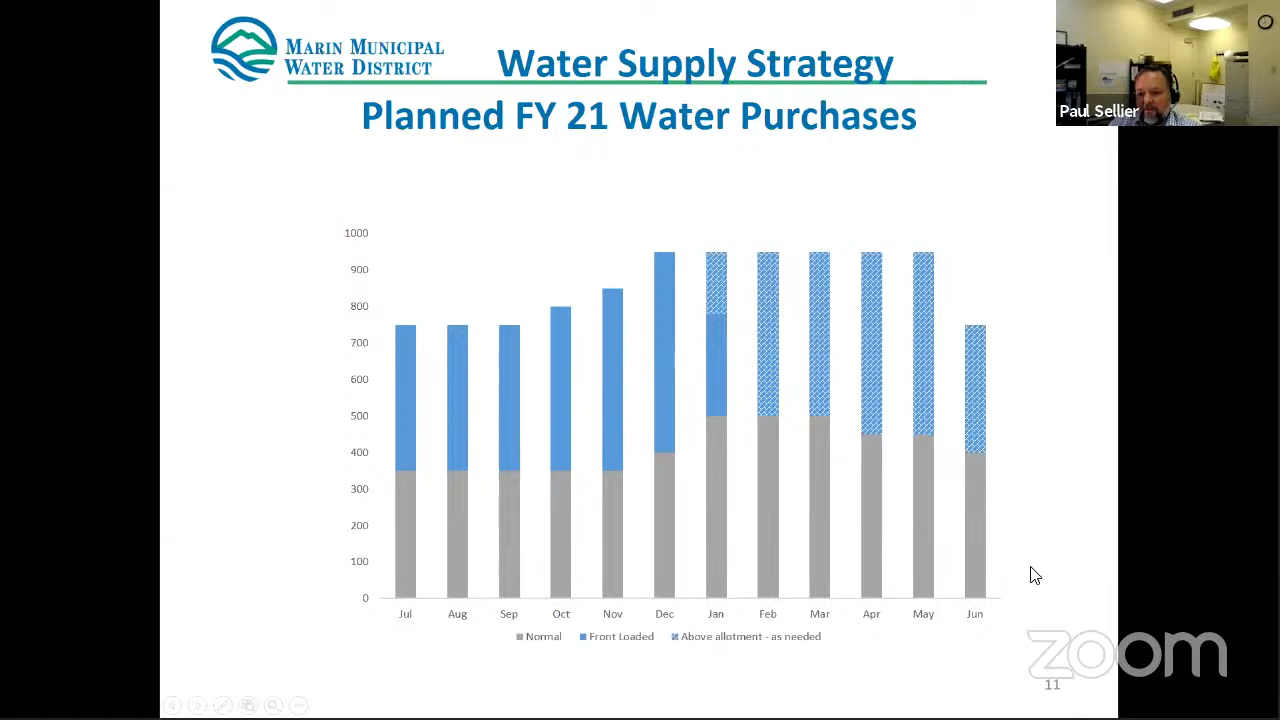 MARIN MUNICIPAL
WATER DISTRICT
Water Supply Strategy
Planned FY 21 Water Purchases
Paul Sellier
1000
900
800
700
600
500
400
300
200
100
0
Jul Aug Sep Oct Nov Dec Jan Feb Mar Apr May Jun
Normal Front Loaded Above allotment - as needed
zoom
11